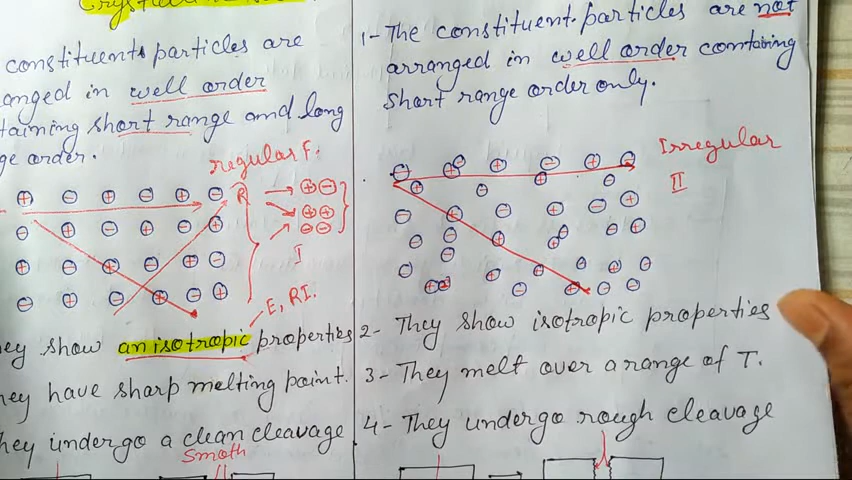 constituent particles are
anged in well order
taining short range and long
ge order.
regular F.
R
I
E, RI.
hey show anisotropic properties
hey have sharp melting point.
hey undergo a clean cleavage
Smoth
1- The constituent particles are not
arranged in well order containing
Short range order only.
Irregular
II
2- They show isotropic properties
3- They melt over a range of T.
4- They undergo rough cleavage